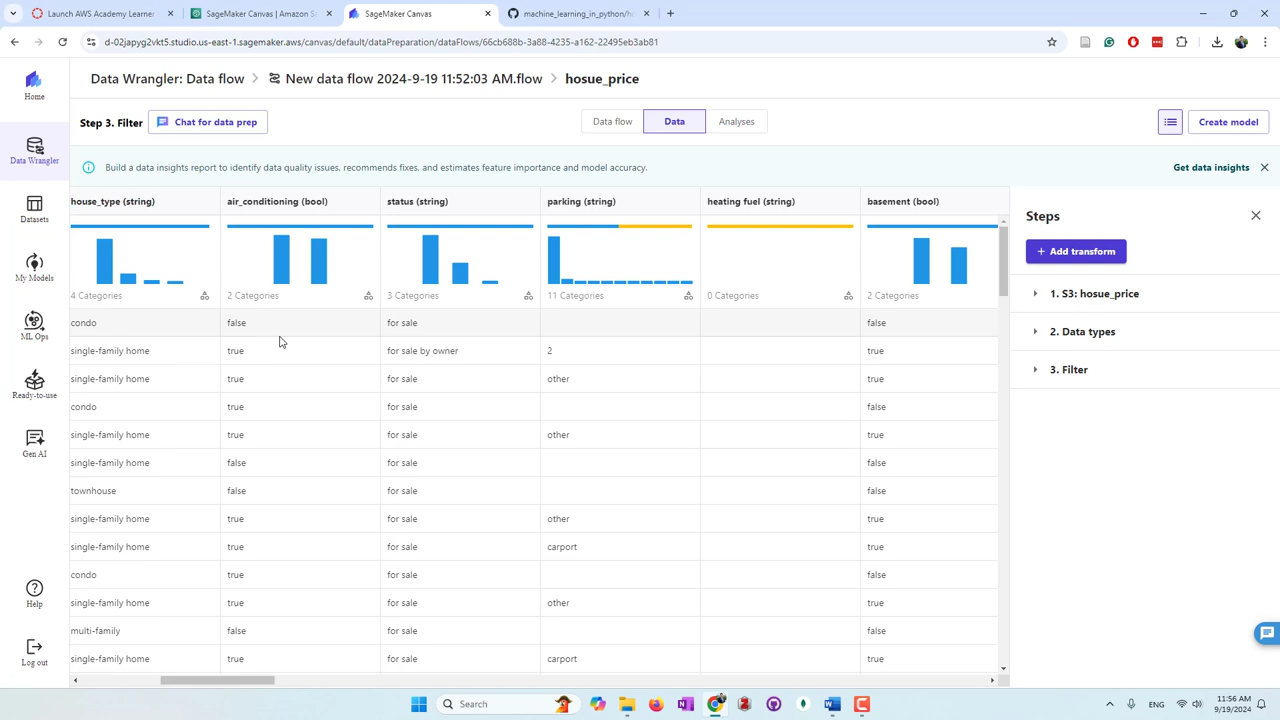 Launch AWS Academy Learner
SageMaker Canvas | Amazon S
SageMaker Canvas
machine_learning_in_python/ho
d-02japyg2vkt5.studio.us-east-1.sagemaker.aws/canvas/default/dataPreparation/dataFlows/66cb688b-3a88-4235-a162-22495eb3ab81
Home
Data Wrangler: Data flow > New data flow 2024-9-19 11:52:03 AM.flow > hosue_price
Step 3. Filter Chat for data prep Data flow Data Analyses Create model
Data Wrangler
Build a data insights report to identify data quality issues, recommends fixes, and estimates feature importance and model accuracy. Get data insights
Datasets
My Models
ML Ops
Ready-to-use
Gen AI
Help
Log out
house_type (string) air_conditioning (bool) status (string) parking (string) heating fuel (string) basement (bool)
4 Categories 2 Categories 3 Categories 11 Categories 0 Categories 2 Categories
condo false for sale false
single-family home true for sale by owner 2 true
single-family home true for sale other true
condo true for sale false
single-family home true for sale other true
single-family home false for sale false
townhouse false for sale false
single-family home true for sale other true
single-family home true for sale carport true
condo true for sale false
single-family home true for sale other true
multi-family false for sale false
single-family home true for sale carport true
Steps
+ Add transform
1. S3: hosue_price
2. Data types
3. Filter
Search
ENG
11:56 AM
9/19/2024